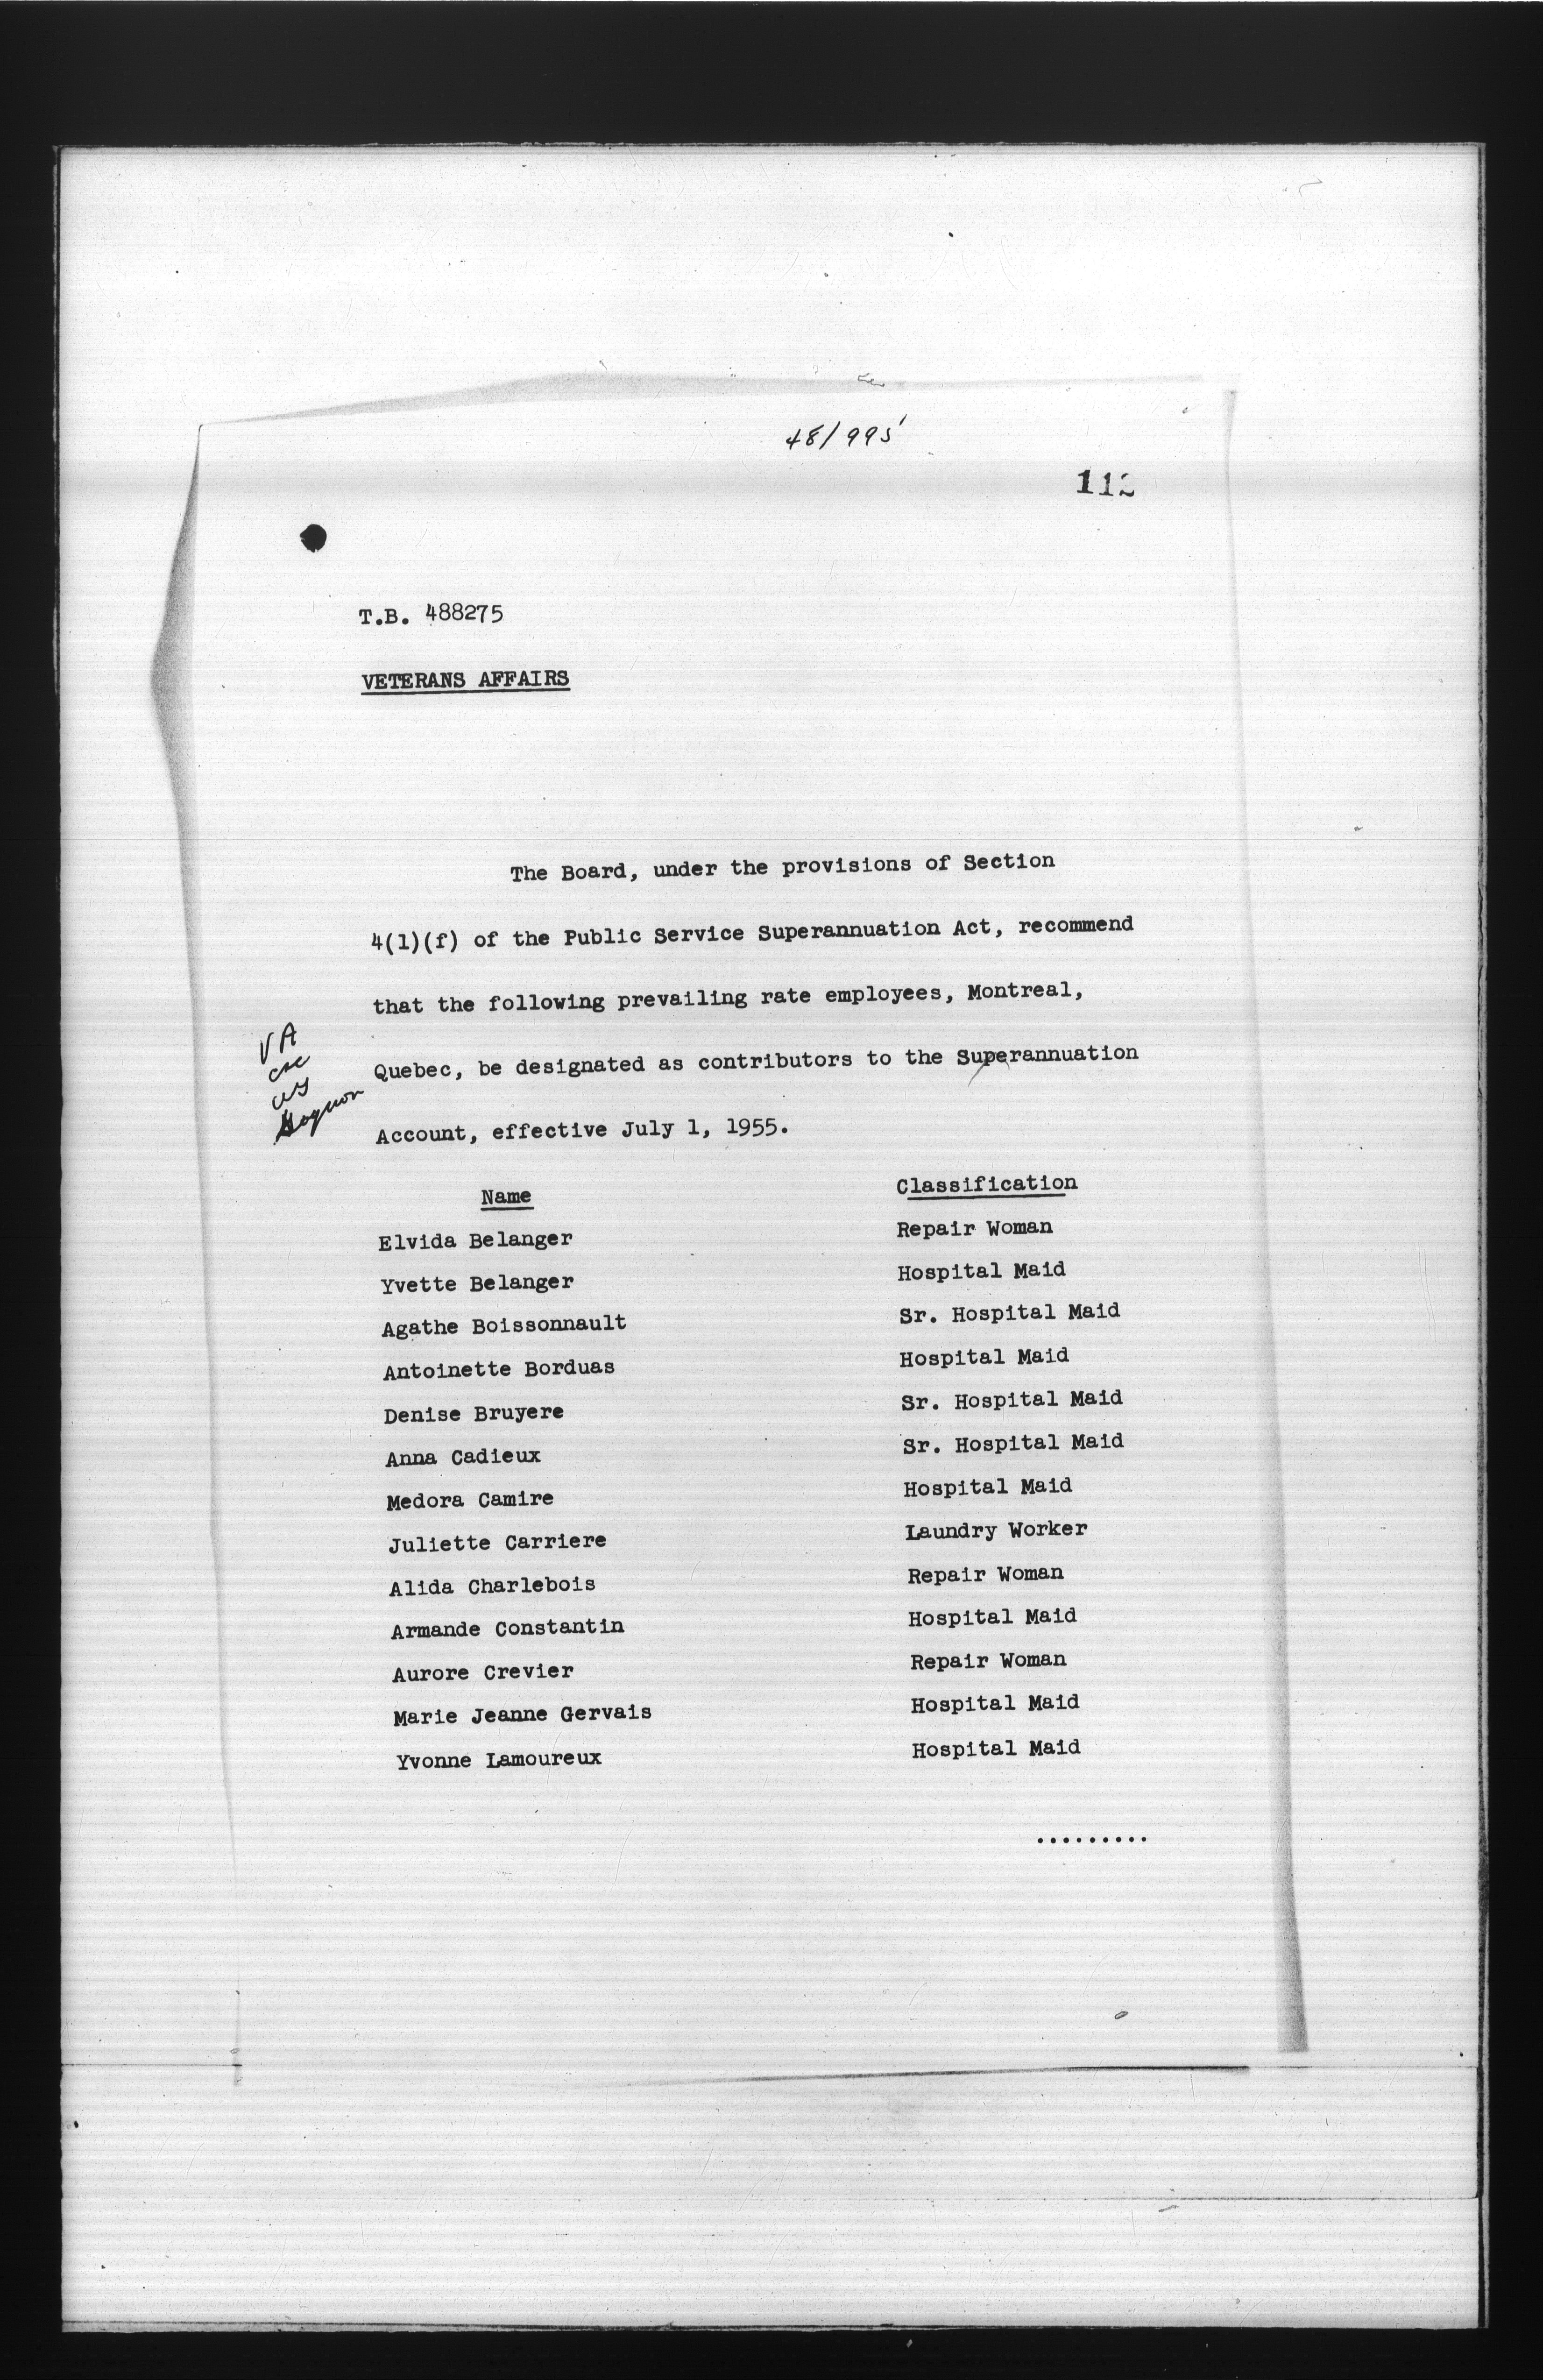 48/995
112
T.B. 488275
VETERANS AFFAIRS
The Board, under the provisions of Section
4(1)(f) of the Public Service Superannuation Act, recommend
that the following prevailing rate employees, Montreal,
Quebec, be designated as contributors to the Superannuation
Account, effective July 1, 1955.
VA
Gagnon
Name Classification
Elvida Belanger Repair Woman
Yvette Belanger Hospital Maid
Agathe Boissonnault Sr. Hospital Maid
Antoinette Borduas Hospital Maid
Denise Bruyere Sr. Hospital Maid
Anna Cadieux Sr. Hospital Maid
Medora Camire Hospital Maid
Juliette Carriere Laundry Worker
Alida Charlebois Repair Woman
Armande Constantin Hospital Maid
Aurore Crevier Repair Woman
Marie Jeanne Gervais Hospital Maid
Yvonne Lamoureux Hospital Maid
.........